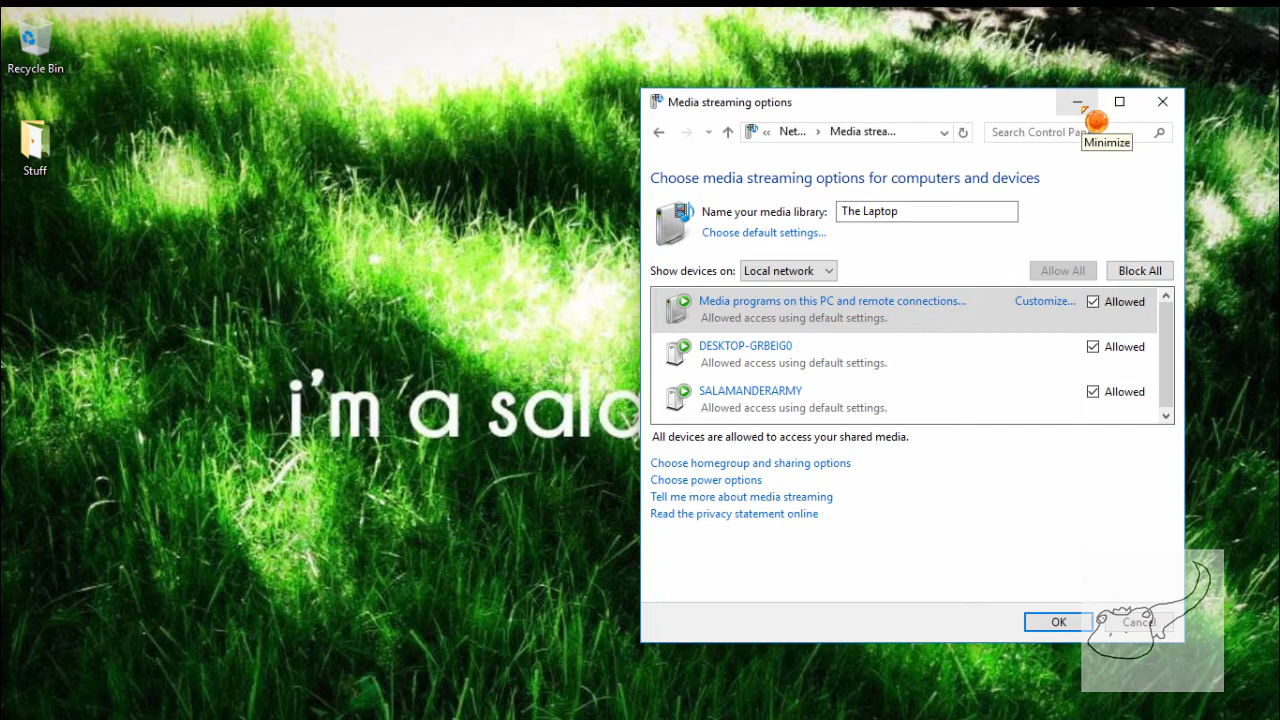 Recycle Bin
Stuff
i'm a sala
Media streaming options
Minimize
« Net... › Media strea...
Search Control Pan
Choose media streaming options for computers and devices
Name your media library: The Laptop
Choose default settings...
Show devices on: Local network
Allow All
Block All
Media programs on this PC and remote connections... Customize... Allowed
Allowed access using default settings.
DESKTOP-GRBEIG0 Allowed
Allowed access using default settings.
SALAMANDERARMY Allowed
Allowed access using default settings.
All devices are allowed to access your shared media.
Choose homegroup and sharing options
Choose power options
Tell me more about media streaming
Read the privacy statement online
OK
Cancel